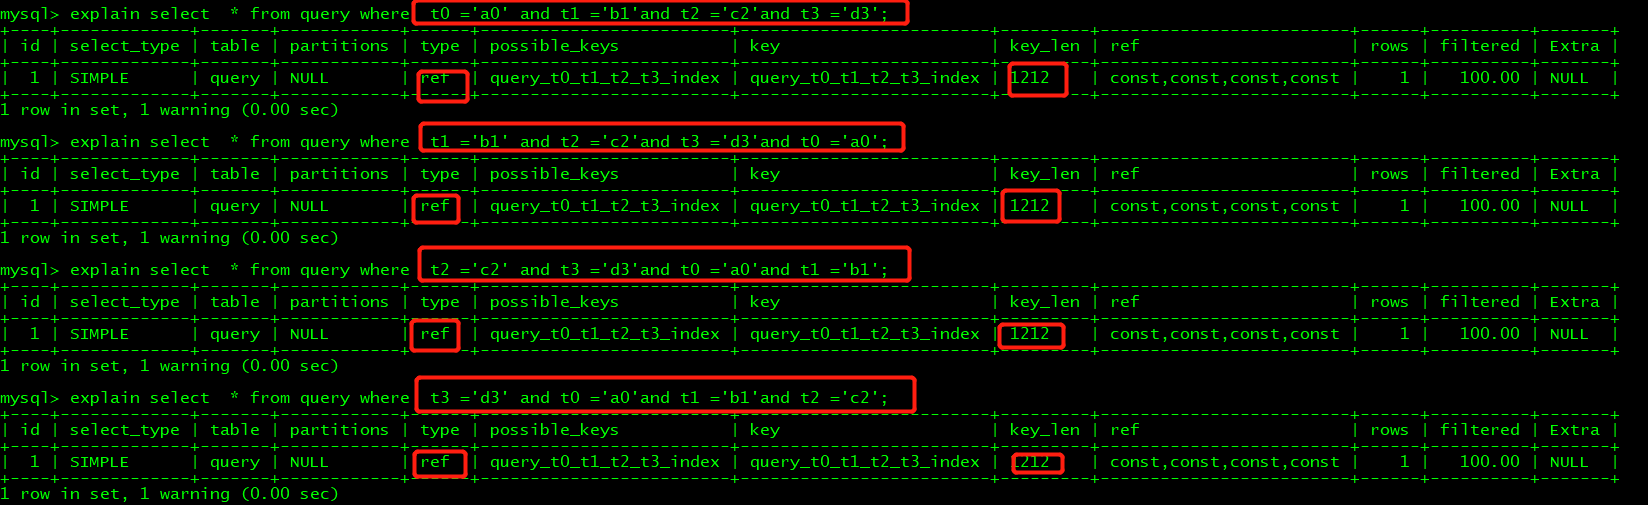 mysql> explain select  * from query where  t0 ='a0' and t1 ='b1'and t2 ='c2'and t3 ='d3';
+----+-------------+-------+------------+------+-------------------------+-------------------------+---------+-------------------------+------+----------+-------+
| id | select_type | table | partitions | type | possible_keys           | key                     | key_len | ref                     | rows | filtered | Extra |
+----+-------------+-------+------------+------+-------------------------+-------------------------+---------+-------------------------+------+----------+-------+
| 1 | SIMPLE      | query | NULL       | ref | query_t0_t1_t2_t3_index | query_t0_t1_t2_t3_index | 1212    | const,const,const,const |    1 |   100.00 | NULL  |
+----+-------------+-------+------------+------+-------------------------+-------------------------+---------+-------------------------+------+----------+-------+
1 row in set, 1 warning (0.00 sec)
mysql> explain select  * from query where  t1 ='b1' and t2 ='c2'and t3 ='d3'and t0 ='a0';
+----+-------------+-------+------------+------+-------------------------+-------------------------+---------+-------------------------+------+----------+-------+
| id | select_type | table | partitions | type | possible_keys           | key                     | key_len | ref                     | rows | filtered | Extra |
+----+-------------+-------+------------+------+-------------------------+-------------------------+---------+-------------------------+------+----------+-------+
| 1 | SIMPLE      | query | NULL       | ref | query_t0_t1_t2_t3_index | query_t0_t1_t2_t3_index | 1212    | const,const,const,const |    1 |   100.00 | NULL  |
+----+-------------+-------+------------+------+-------------------------+-------------------------+---------+-------------------------+------+----------+-------+
1 row in set, 1 warning (0.00 sec)
mysql> explain select  * from query where  t2 ='c2' and t3 ='d3'and t0 ='a0'and t1 ='b1';
+----+-------------+-------+------------+------+-------------------------+-------------------------+---------+-------------------------+------+----------+-------+
| id | select_type | table | partitions | type | possible_keys           | key                     | key_len | ref                     | rows | filtered | Extra |
+----+-------------+-------+------------+------+-------------------------+-------------------------+---------+-------------------------+------+----------+-------+
| 1 | SIMPLE      | query | NULL       | ref | query_t0_t1_t2_t3_index | query_t0_t1_t2_t3_index | 1212    | const,const,const,const |    1 |   100.00 | NULL  |
+----+-------------+-------+------------+------+-------------------------+-------------------------+---------+-------------------------+------+----------+-------+
1 row in set, 1 warning (0.00 sec)
mysql> explain select  * from query where  t3 ='d3' and t0 ='a0'and t1 ='b1'and t2 ='c2';
+----+-------------+-------+------------+------+-------------------------+-------------------------+---------+-------------------------+------+----------+-------+
| id | select_type | table | partitions | type | possible_keys           | key                     | key_len | ref                     | rows | filtered | Extra |
+----+-------------+-------+------------+------+-------------------------+-------------------------+---------+-------------------------+------+----------+-------+
| 1 | SIMPLE      | query | NULL       | ref | query_t0_t1_t2_t3_index | query_t0_t1_t2_t3_index | 1212    | const,const,const,const |    1 |   100.00 | NULL  |
+----+-------------+-------+------------+------+-------------------------+-------------------------+---------+-------------------------+------+----------+-------+
1 row in set, 1 warning (0.00 sec)